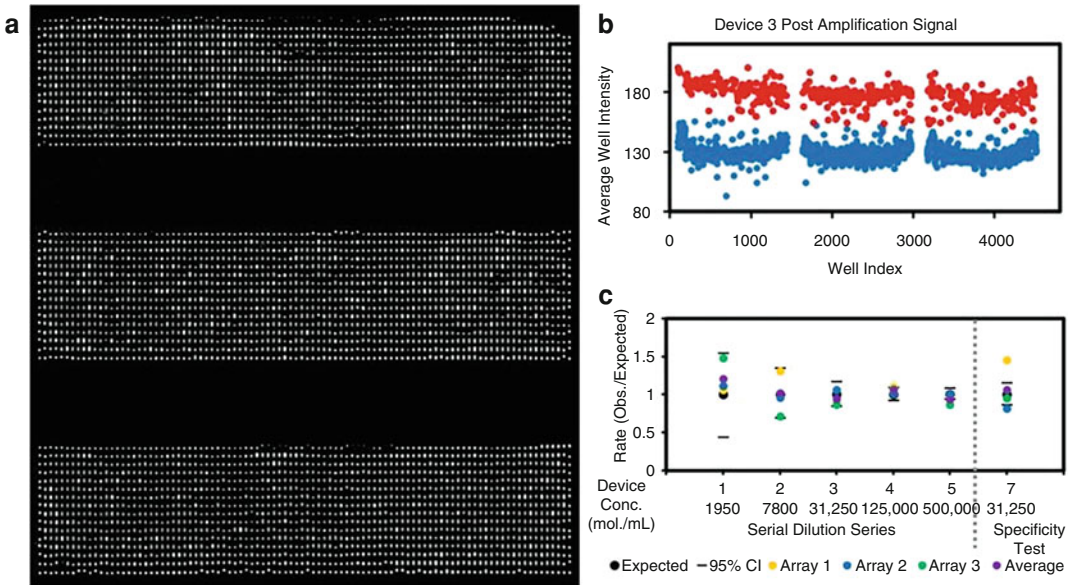 a
b
Device 3 Post Amplification Signal
Average Well Intensity
180
130
80
0 1000 2000 3000 4000
Well Index
c
Rate (Obs./Expected)
2
1.5
1
0.5
0
Device 1 2 3 4 5 7
Conc. 1950 7800 31,250 125,000 500,000 31,250
(mol./mL)
Serial Dilution Series
Specificity
Test
Expected 95% CI Array 1 Array 2 Array 3 Average